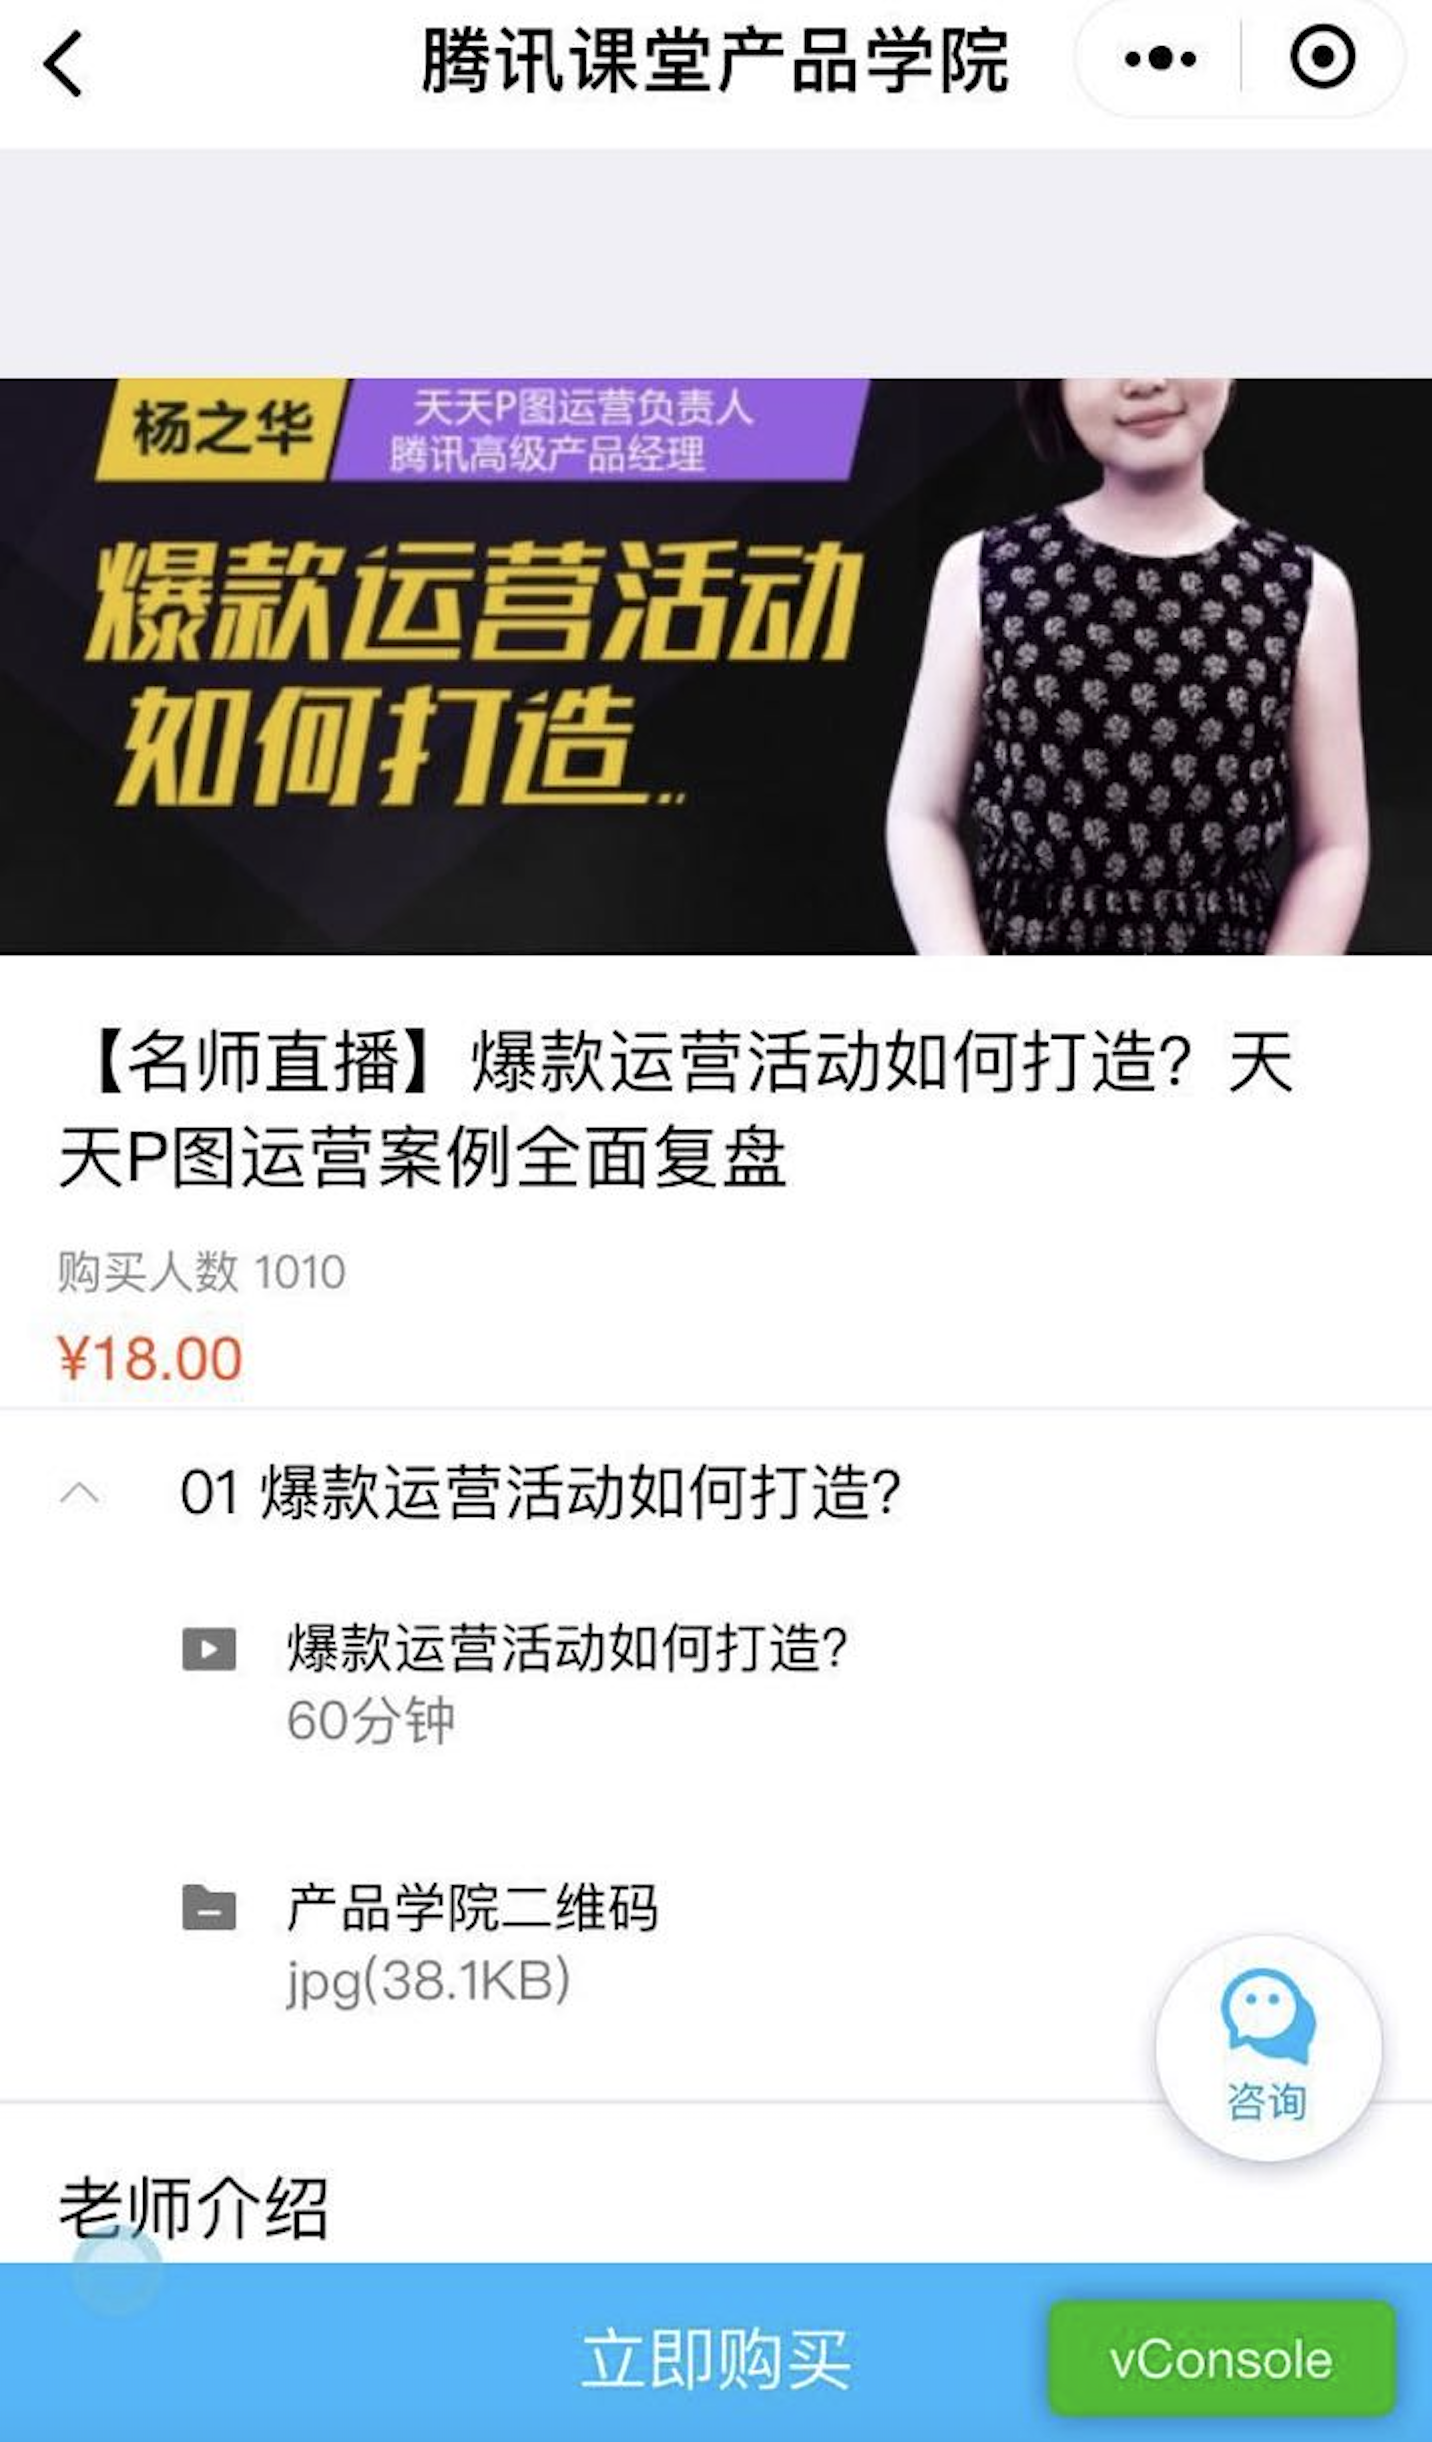 腾讯课堂产品学院
杨之华
天天P图运营负责人
腾讯高级产品经理
爆款运营活动
如何打造..
【名师直播】爆款运营活动如何打造？天
天P图运营案例全面复盘
购买人数 1010
¥18.00
01 爆款运营活动如何打造？
爆款运营活动如何打造？
60分钟
产品学院二维码
jpg(38.1KB)
咨询
老师介绍
立即购买
vConsole